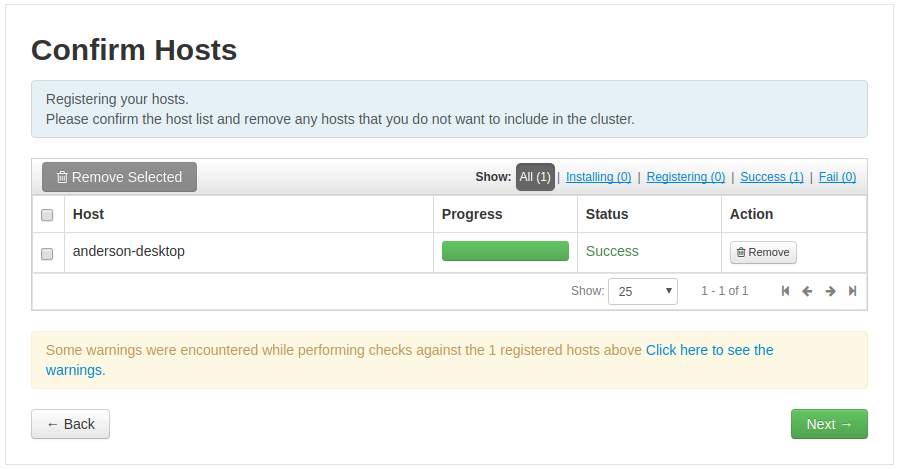 Confirm Hosts
Registering your hosts.
Please confirm the host list and remove any hosts that you do not want to include in the cluster.
Remove Selected
Show: All (1) | Installing (0) | Registering (0) | Success (1) | Fail (0)
Host Progress Status Action
anderson-desktop Success Remove
Show: 25 1 - 1 of 1
Some warnings were encountered while performing checks against the 1 registered hosts above Click here to see the
warnings.
← Back
Next →